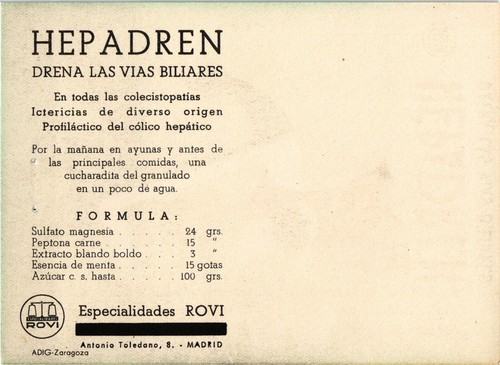 HEPADREN
DRENA LAS VIAS BILIARES
En todas las colecistopatías
Ictericias de diverso origen
Profiláctico del cólico hepático
Por la mañana en ayunas y antes de
las principales comidas, una
cucharadita del granulado
en un poco de agua.
FORMULA:
Sulfato magnesia . . . . . 24 grs.
Peptona carne . . . . . 15 "
Extracto blando boldo . . . 3 "
Esencia de menta . . . . . 15 gotas
Azúcar c. s. hasta . . . . . 100 grs.
ESPECIALIDADES
ROVI
Especialidades ROVI
Antonio Toledano, 8. - MADRID
ADIG-Zaragoza